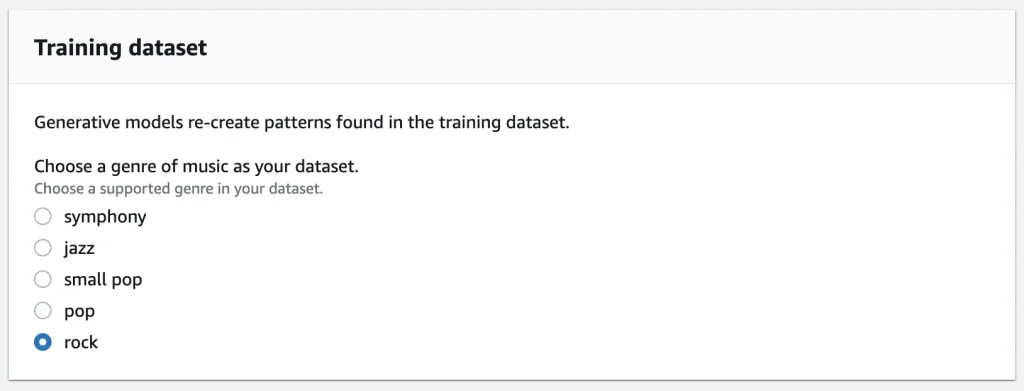 Training dataset
Generative models re-create patterns found in the training dataset.
Choose a genre of music as your dataset.
Choose a supported genre in your dataset.
symphony
jazz
small pop
pop
rock